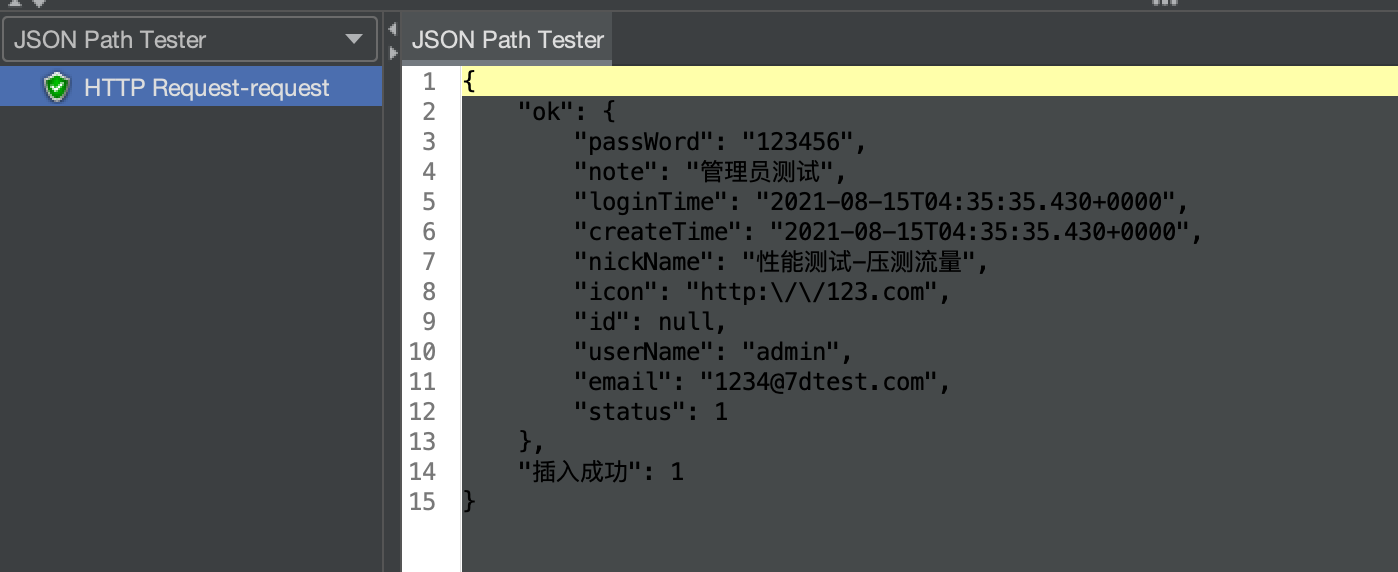 JSON Path Tester
HTTP Request-request
JSON Path Tester
1 {
2     "ok": {
3         "passWord": "123456",
4         "note": "管理员测试",
5         "loginTime": "2021-08-15T04:35:35.430+0000",
6         "createTime": "2021-08-15T04:35:35.430+0000",
7         "nickName": "性能测试-压测流量",
8         "icon": "http:\/\/123.com",
9         "id": null,
10         "userName": "admin",
11         "email": "1234@7dtest.com",
12         "status": 1
13     },
14     "插入成功": 1
15 }